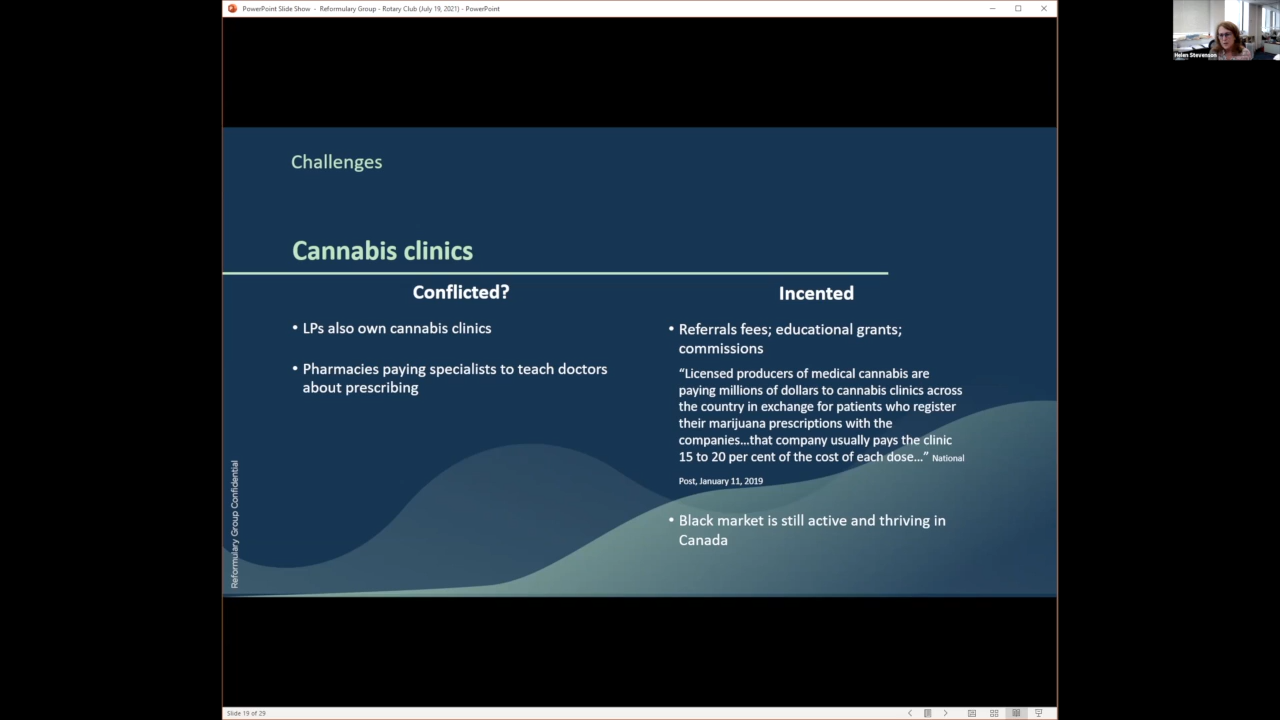 PowerPoint Slide Show - Reformulary Group - Rotary Club (July 19, 2021) - PowerPoint
Helen Stevenson
Challenges
Cannabis clinics
Conflicted?
• LPs also own cannabis clinics
• Pharmacies paying specialists to teach doctors
about prescribing
Incented
• Referrals fees; educational grants;
commissions
“Licensed producers of medical cannabis are
paying millions of dollars to cannabis clinics across
the country in exchange for patients who register
their marijuana prescriptions with the
companies...that company usually pays the clinic
15 to 20 per cent of the cost of each dose...” National
Post, January 11, 2019
• Black market is still active and thriving in
Canada
Reformulary Group Confidential
Slide 19 of 29